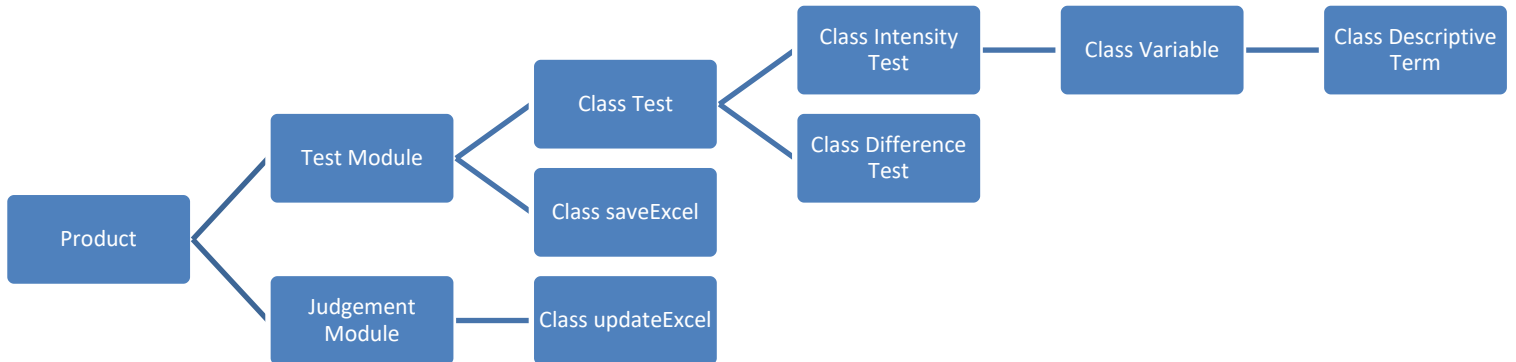 Product
Test Module
Judgement
Module
Class Test
Class saveExcel
Class updateExcel
Class Intensity
Test
Class Difference
Test
Class Variable
Class Descriptive
Term